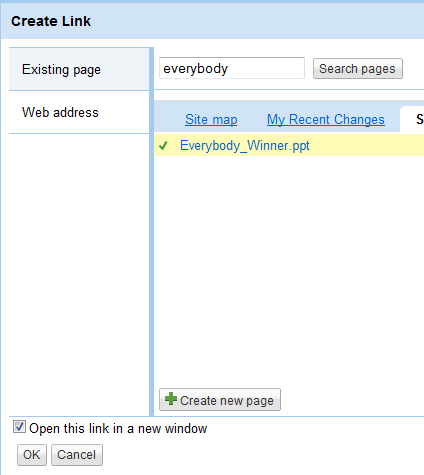 Create Link
Existing page
everybody
Search pages
Web address
Site map
My Recent Changes
S
Everybody_Winner.ppt
Create new page
Open this link in a new window
OK
Cancel